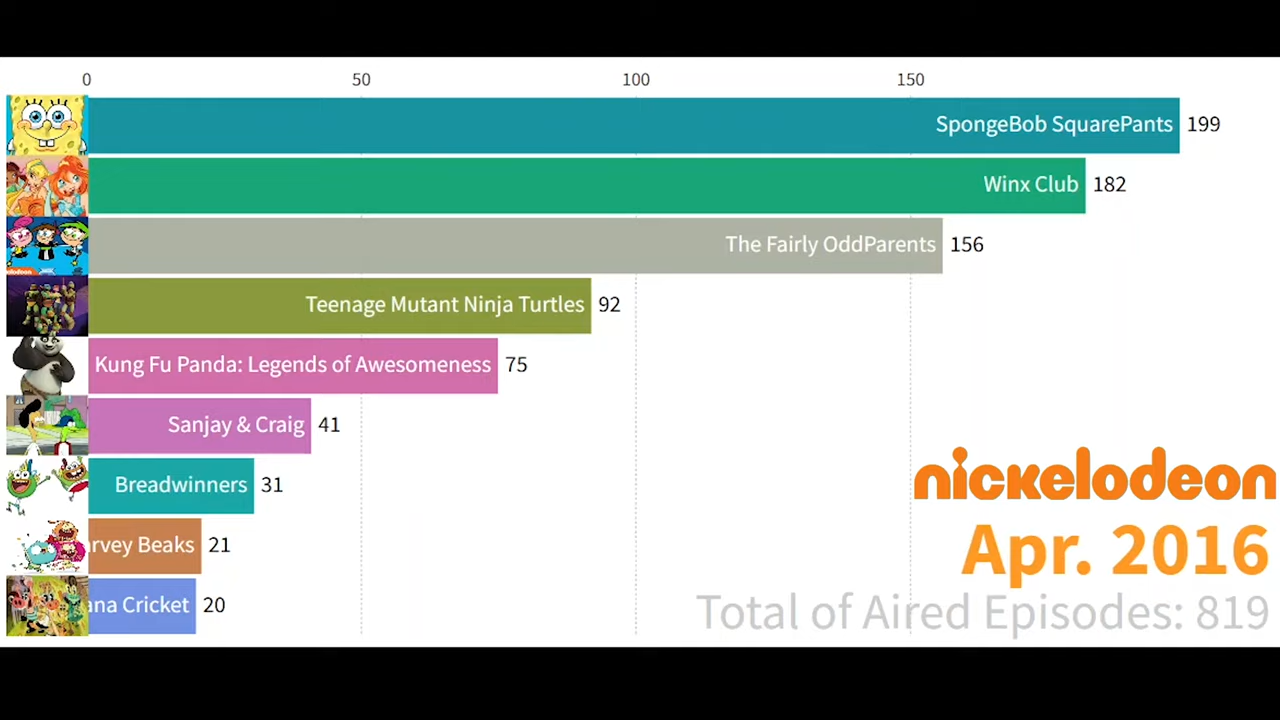 0 50 100 150
SpongeBob SquarePants 199
Winx Club 182
The Fairly OddParents 156
Teenage Mutant Ninja Turtles 92
Kung Fu Panda: Legends of Awesomeness 75
Sanjay & Craig 41
Breadwinners 31
rvey Beaks 21
ana Cricket 20
nickelodeon
Apr. 2016
Total of Aired Episodes: 819